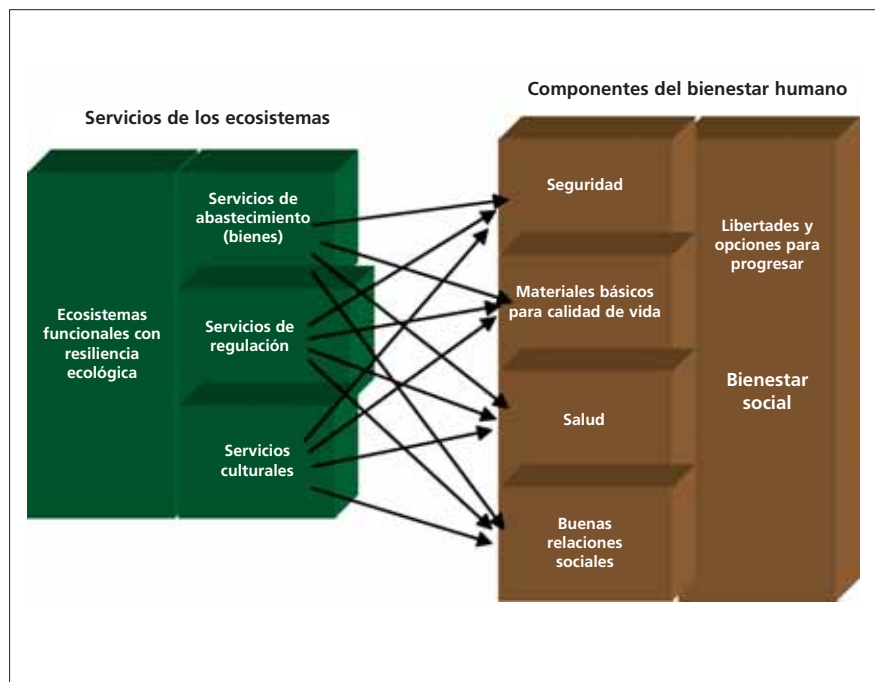 Componentes del bienestar humano
Servicios de los ecosistemas
Ecosistemas
funcionales con
resiliencia
ecológica
Servicios de
abastecimiento
(bienes)
Servicios de
regulación
Servicios
culturales
Seguridad
Materiales básicos
para calidad de vida
Salud
Buenas
relaciones
sociales
Libertades y
opciones para
progresar
Bienestar
social